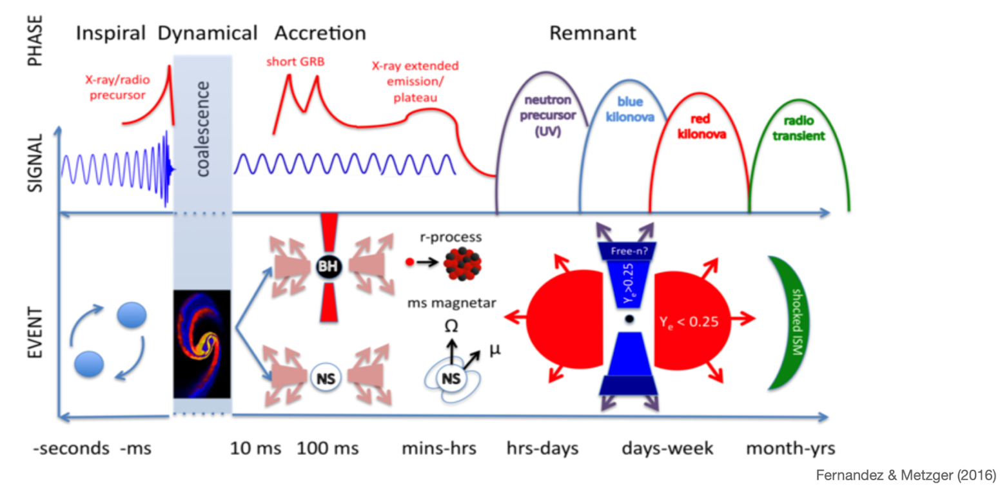 PHASE
Inspiral Dynamical Accretion Remnant
SIGNAL
X-ray/radio
precursor
coalescence
short GRB
X-ray extended
emission/
plateau
neutron
precursor
(UV)
blue
kilonova
red
kilonova
radio
transient
EVENT
BH
NS
r-process
ms magnetar
Ω
μ
NS
Free-n?
Ye>0.25
Ye < 0.25
shocked ISM
-seconds -ms 10 ms 100 ms mins-hrs hrs-days days-week month-yrs
Fernandez & Metzger (2016)